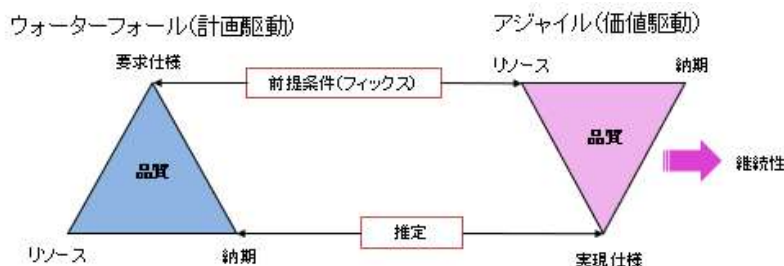 ウォーターフォール(計画駆動)
アジャイル(価値駆動)
要求仕様
前提条件(フィックス)
リソース
納期
品質
品質
継続性
推定
リソース
納期
実現仕様